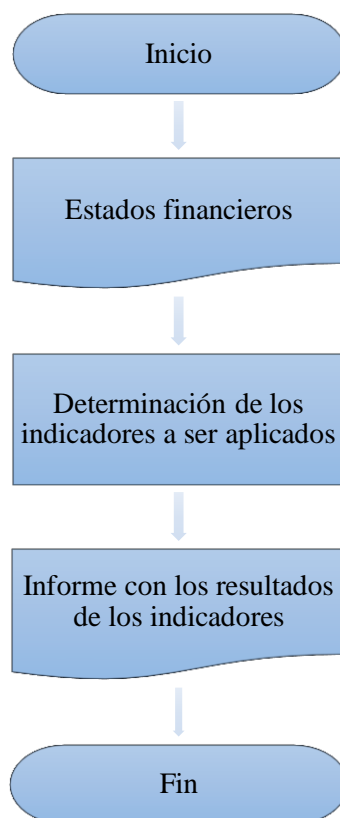 Inicio
Estados financieros
Determinación de los
indicadores a ser aplicados
Informe con los resultados
de los indicadores
Fin